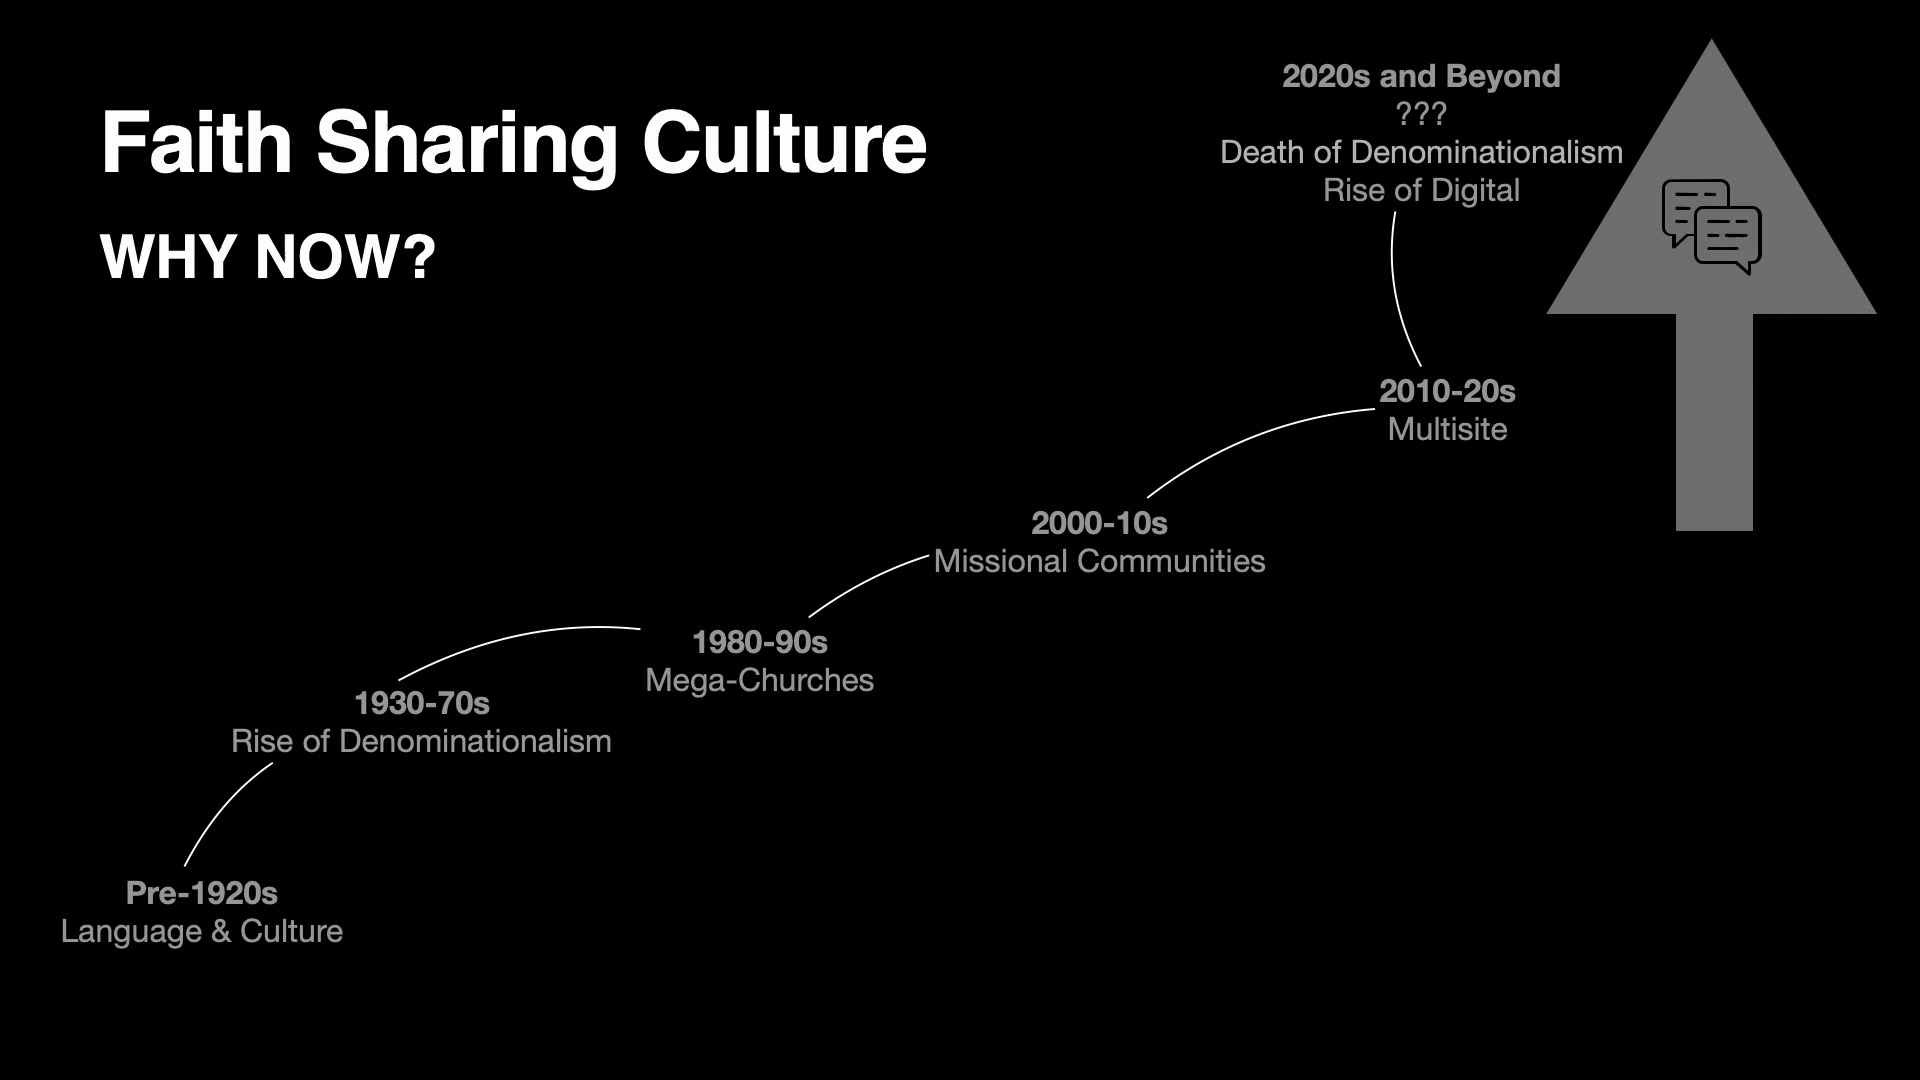 Faith Sharing Culture
WHY NOW?
2020s and Beyond
???
Death of Denominationalism
Rise of Digital
2010-20s
Multisite
2000-10s
Missional Communities
1980-90s
Mega-Churches
1930-70s
Rise of Denominationalism
Pre-1920s
Language & Culture